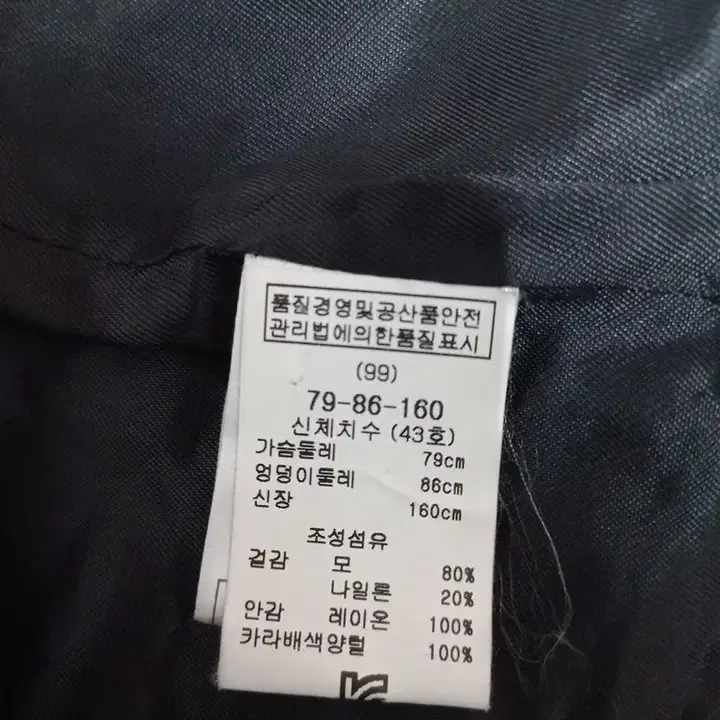 품질경영및공산품안전
관리법에의한품질표시
(99)
79-86-160
신체치수 (43호)
가슴둘레 79cm
엉덩이둘레 86cm
신장 160cm
조성섬유
겉감 모 80%
나일론 20%
안감 레이온 100%
카라배색양털 100%